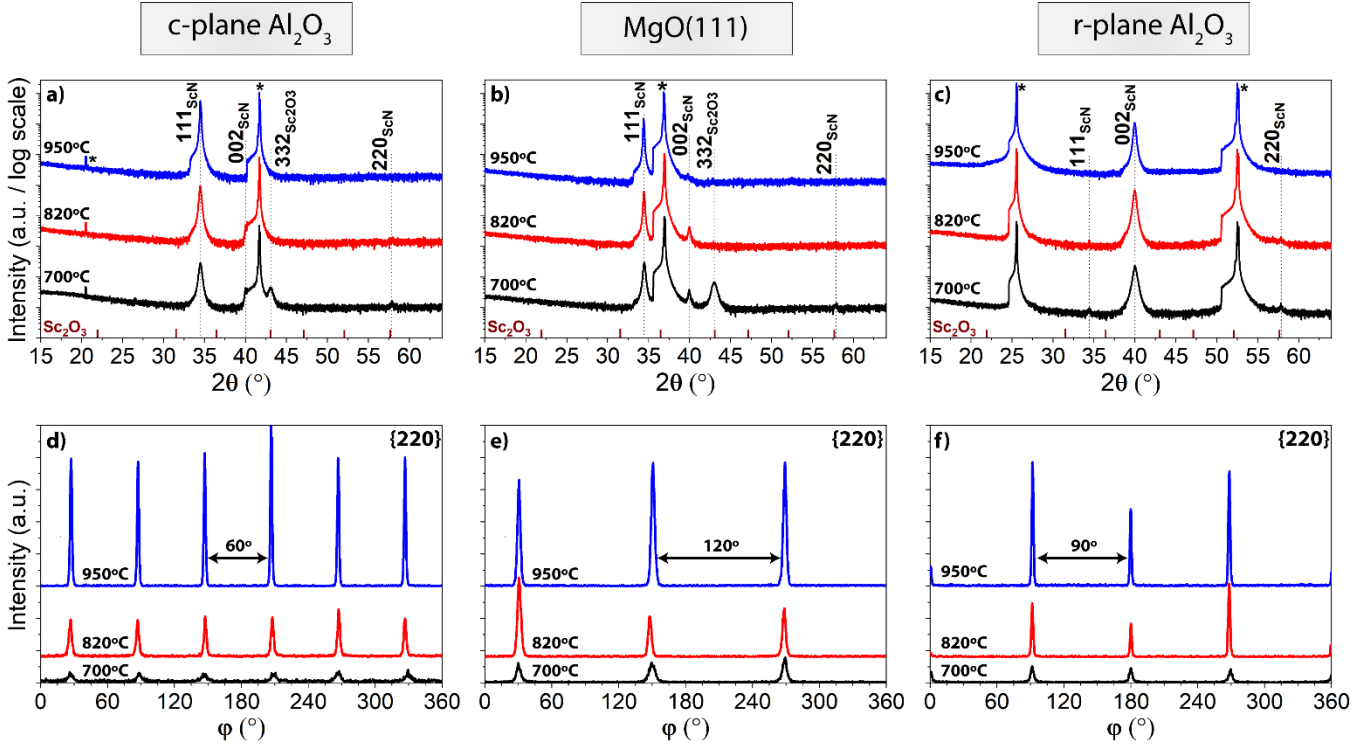 c-plane Al₂O₃
MgO(111)
r-plane Al₂O₃
Intensity (a.u. / log scale)
a)
111ScN
002ScN
*
332Sc2O3
220ScN
950ºC
*
820ºC
700ºC
Sc₂O₃
15 20 25 30 35 40 45 50 55 60
2θ (°)
b)
111ScN
*
002ScN
332Sc2O3
220ScN
950ºC
820ºC
700ºC
Sc₂O₃
15 20 25 30 35 40 45 50 55 60
2θ (°)
c)
*
111ScN
002ScN
*
220ScN
950ºC
820ºC
700ºC
Sc₂O₃
15 20 25 30 35 40 45 50 55 60
2θ (°)
Intensity (a.u.)
d)
{220}
60º
950ºC
820ºC
700ºC
0 60 120 180 240 300 360
φ (°)
e)
{220}
120º
950ºC
820ºC
700ºC
0 60 120 180 240 300 360
φ (°)
f)
{220}
90º
950ºC
820ºC
700ºC
0 60 120 180 240 300 360
φ (°)